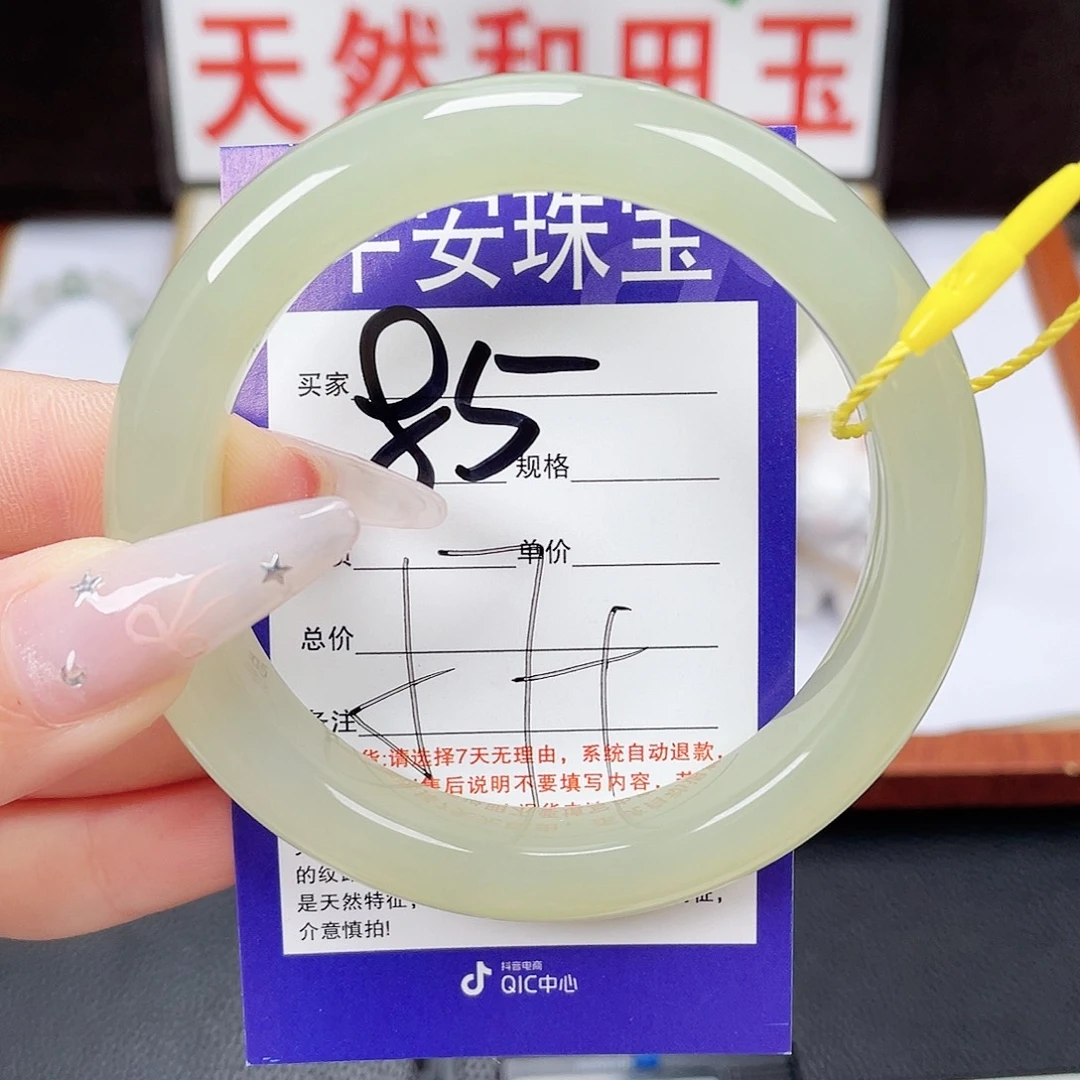 天然和田玉
安珠宝
买家 85
规格
单价
总价
备注
货:请选择7天无理由，系统自动退款，
售后说明不要填写内容，
的纹
是天然特征，
介意慎拍!
抖音电商
QIC中心